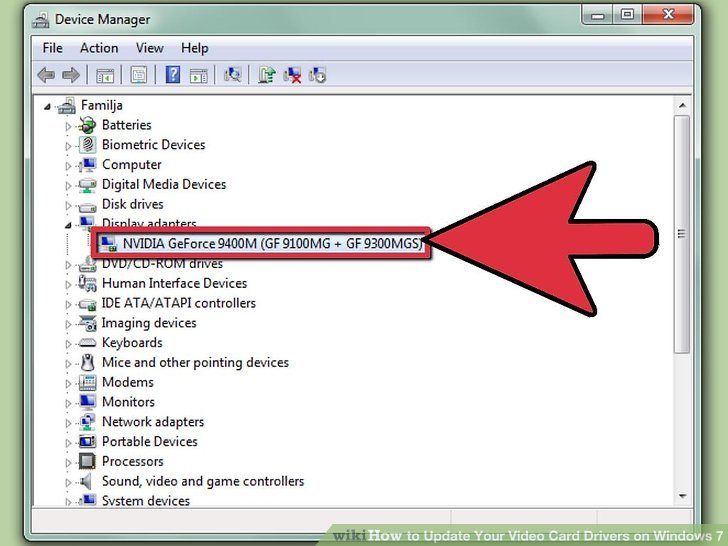 Device Manager
File Action View Help
Familja
Batteries
Biometric Devices
Computer
Digital Media Devices
Disk drives
Display adapters
NVIDIA GeForce 9400M (GF 9100MG + GF 9300MGS)
DVD/CD-ROM drives
Human Interface Devices
IDE ATA/ATAPI controllers
Imaging devices
Keyboards
Mice and other pointing devices
Modems
Monitors
Network adapters
Portable Devices
Processors
Sound, video and game controllers
System devices
wikiHow to Update Your Video Card Drivers on Windows 7